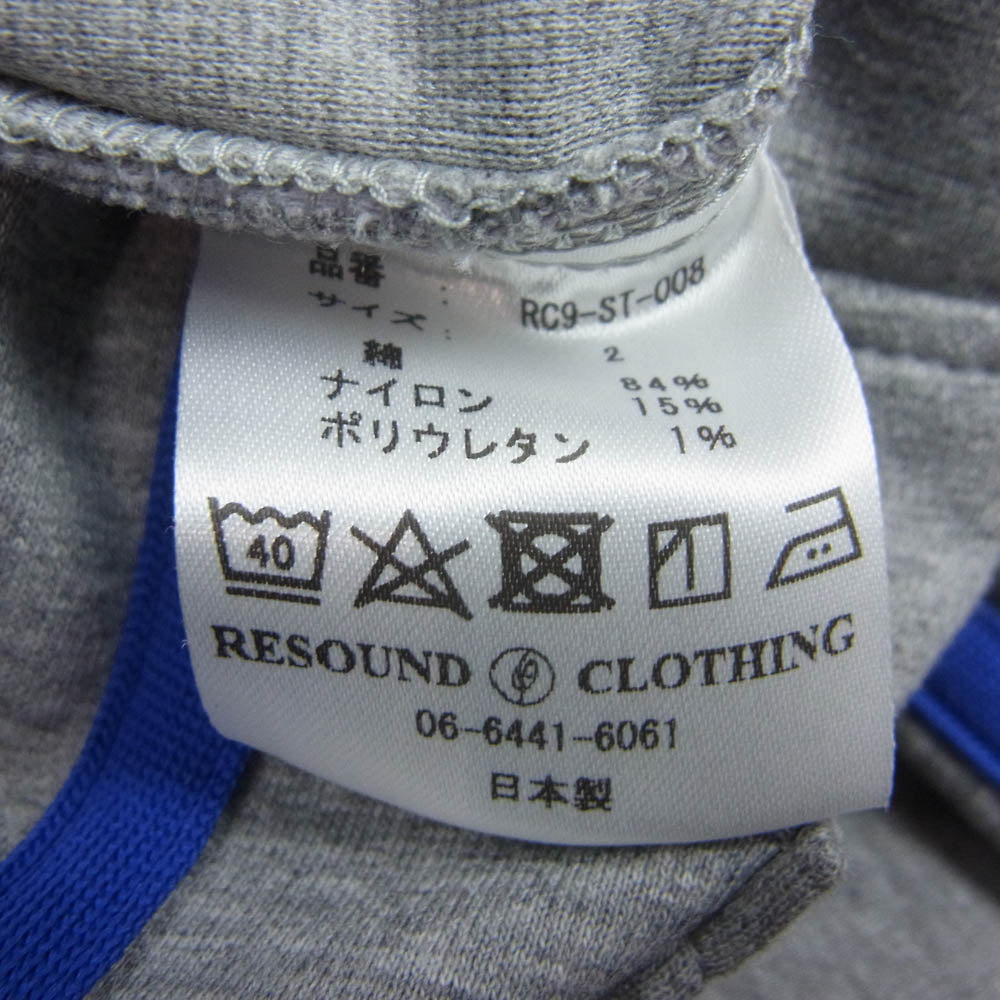 品番 : RC9-ST-008
サイズ : 2
綿 84%
ナイロン 15%
ポリウレタン 1%
40
RESOUND CLOTHING
06-6441-6061
日本製